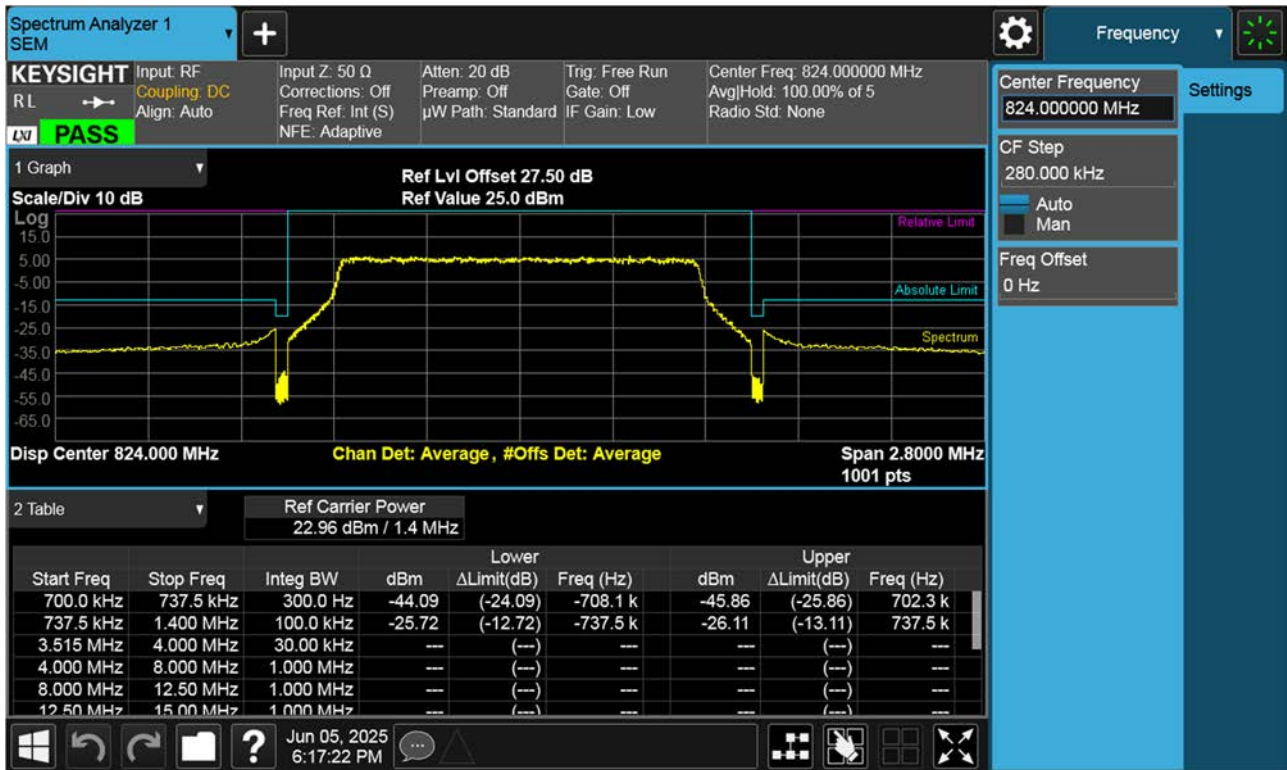 Spectrum Analyzer 1
SEM
Frequency
KEYSIGHT
RL
LXI PASS
Input: RF
Coupling: DC
Align: Auto
Input Z: 50 Ω
Corrections: Off
Freq Ref: Int (S)
NFE: Adaptive
Atten: 20 dB
Preamp: Off
µW Path: Standard
Trig: Free Run
Gate: Off
IF Gain: Low
Center Freq: 824.000000 MHz
Avg|Hold: 100.00% of 5
Radio Std: None
Center Frequency
824.000000 MHz
Settings
CF Step
280.000 kHz
Auto
Man
Freq Offset
0 Hz
1 Graph
Scale/Div 10 dB
Ref Lvl Offset 27.50 dB
Ref Value 25.0 dBm
Log
15.0
5.00
-5.00
-15.0
-25.0
-35.0
-45.0
-55.0
-65.0
Relative Limit
Absolute Limit
Spectrum
Disp Center 824.000 MHz
Chan Det: Average, #Offs Det: Average
Span 2.8000 MHz
1001 pts
2 Table
Ref Carrier Power
22.96 dBm / 1.4 MHz
Lower Upper
Start Freq Stop Freq Integ BW dBm ΔLimit(dB) Freq (Hz) dBm ΔLimit(dB) Freq (Hz)
700.0 kHz 737.5 kHz 300.0 Hz -44.09 (-24.09) -708.1 k -45.86 (-25.86) 702.3 k
737.5 kHz 1.400 MHz 100.0 kHz -25.72 (-12.72) -737.5 k -26.11 (-13.11) 737.5 k
3.515 MHz 4.000 MHz 30.00 kHz --- (---) --- --- (---) ---
4.000 MHz 8.000 MHz 1.000 MHz --- (---) --- --- (---) ---
8.000 MHz 12.50 MHz 1.000 MHz --- (---) --- --- (---) ---
12.50 MHz 15.00 MHz 1.000 MHz --- (---) --- --- (---) ---
?
Jun 05, 2025
6:17:22 PM